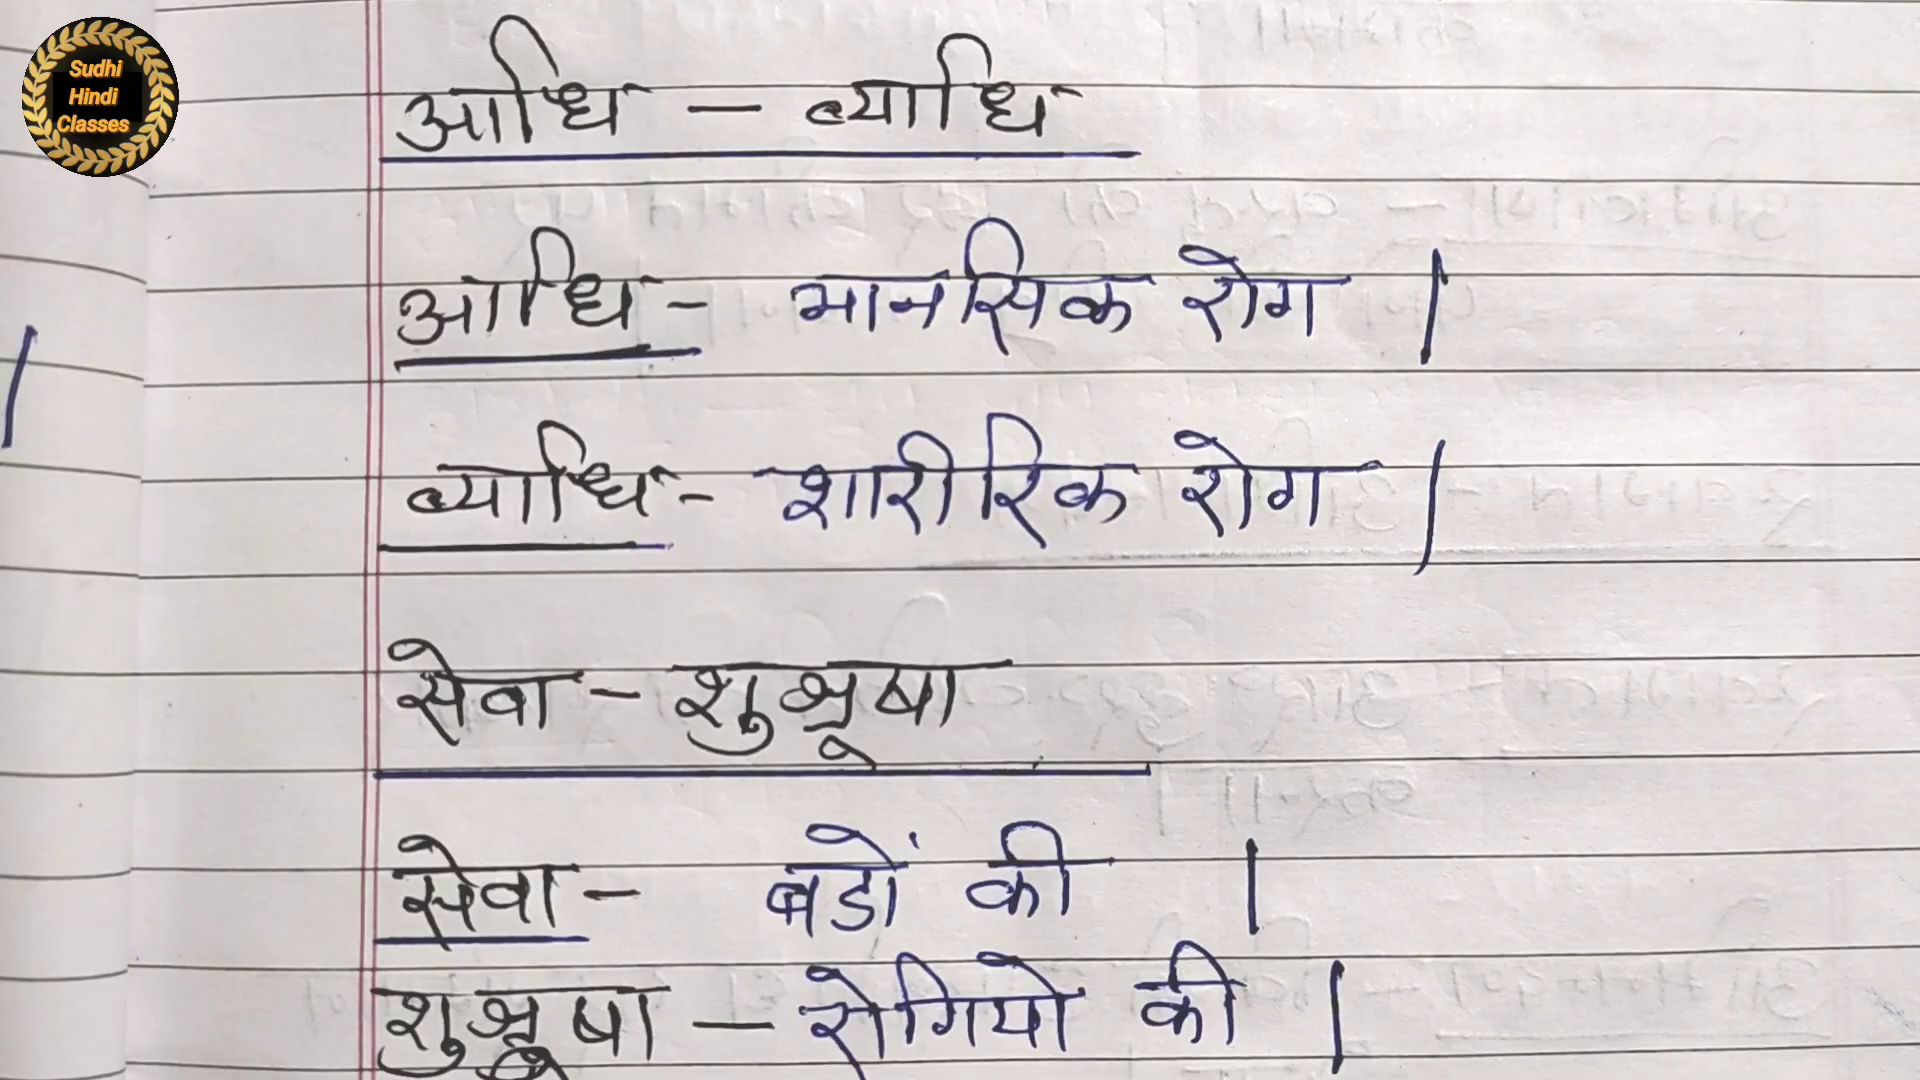 Sudhi
Hindi
Classes
आधि — व्याधि
आधि - मानसिक रोग ।
व्याधि - शारीरिक रोग ।
सेवा - शुश्रूषा
सेवा - बडों की ।
शुश्रूषा — रोगियो की ।